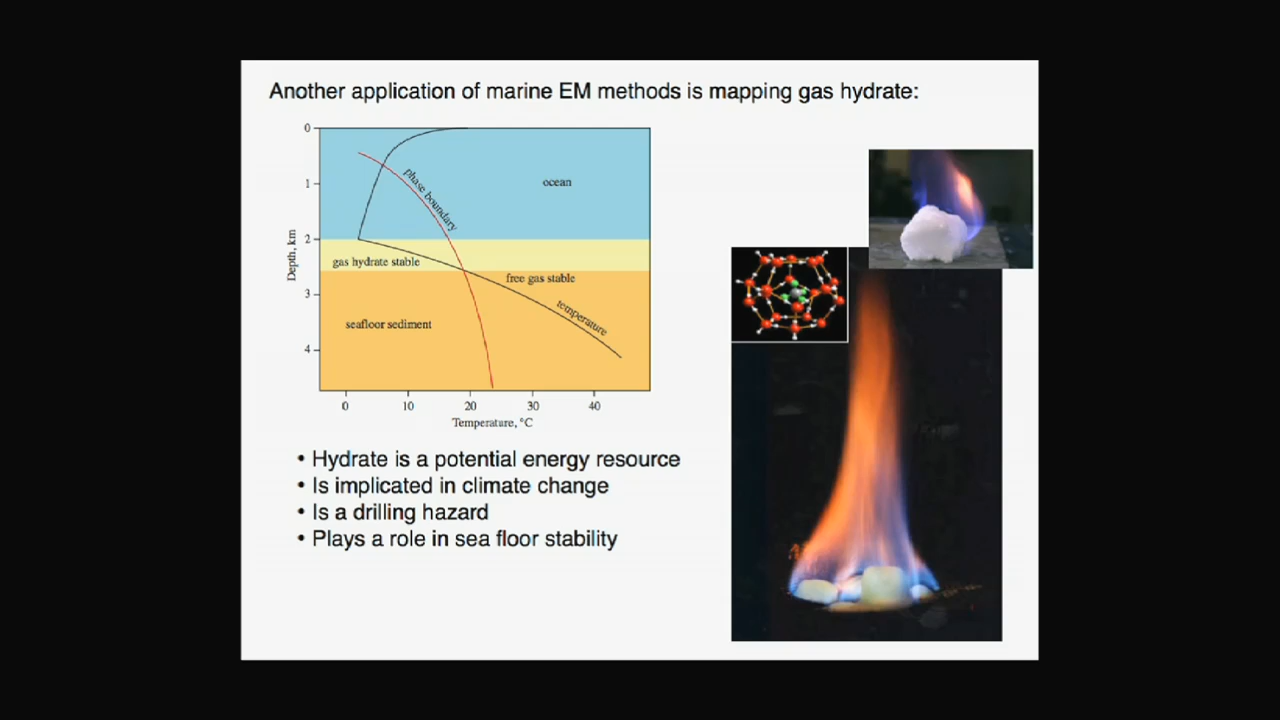 Another application of marine EM methods is mapping gas hydrate:
0
1
2
3
4
Depth, km
ocean
phase boundary
gas hydrate stable
free gas stable
temperature
seafloor sediment
0 10 20 30 40
Temperature, °C
• Hydrate is a potential energy resource
• Is implicated in climate change
• Is a drilling hazard
• Plays a role in sea floor stability